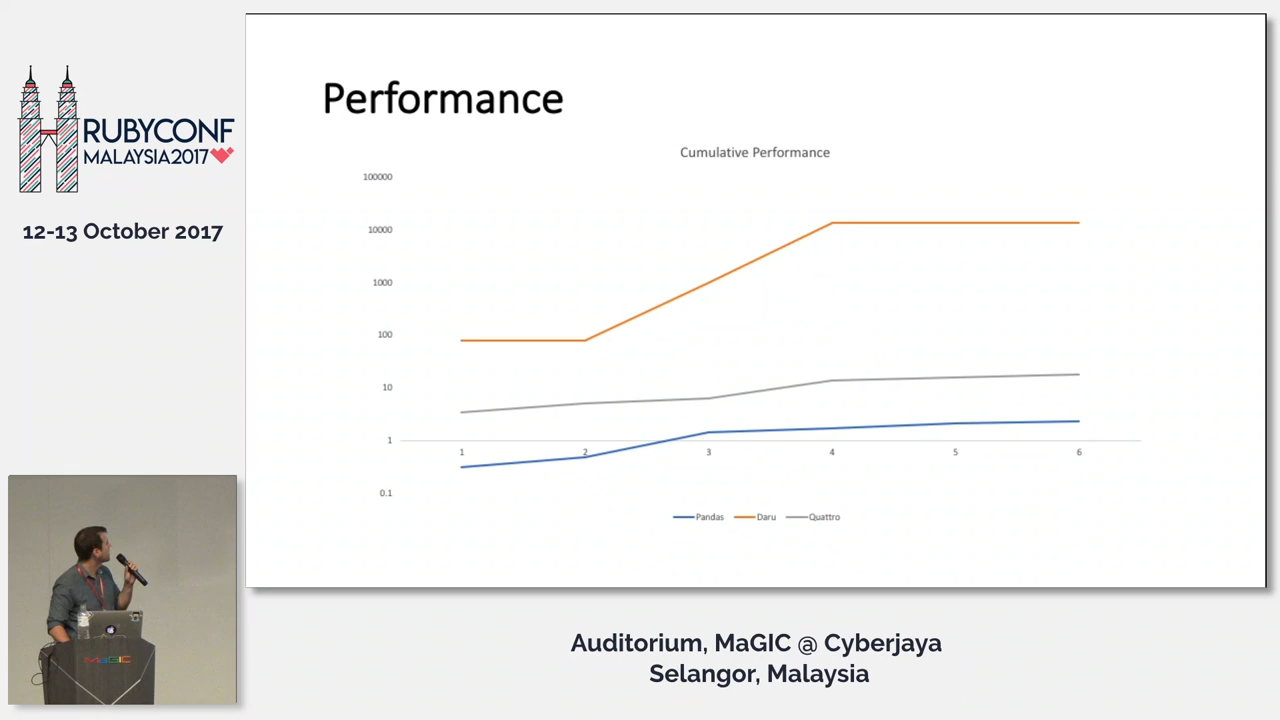 RUBYCONF
MALAYSIA2017
12-13 October 2017
Performance
Cumulative Performance
100000
10000
1000
100
10
1
0.1
1 2 3 4 5 6
Pandas Daru Quattro
MaGIC
Auditorium, MaGIC @ Cyberjaya
Selangor, Malaysia